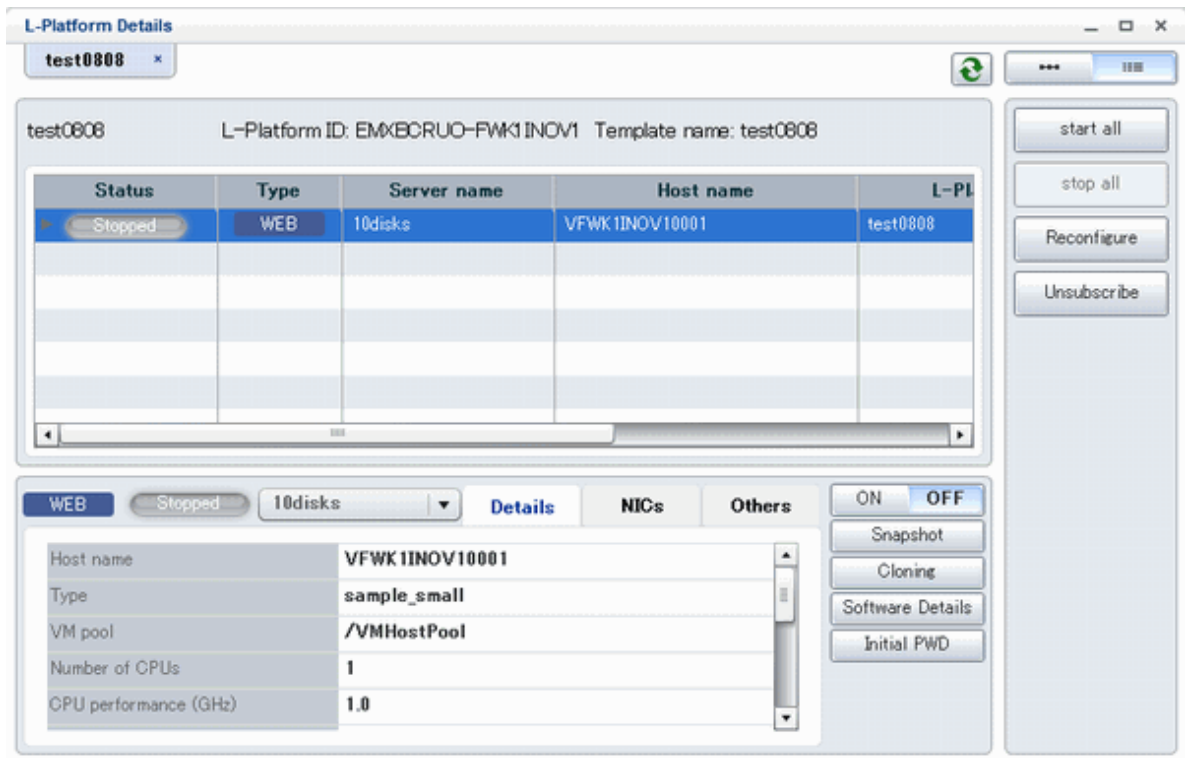 L-Platform Details
test0808 ×
test0808 L-Platform ID: EMXBCRUO-FWK1INOV1 Template name: test0808
Status Type Server name Host name L-Pl
Stopped WEB 10disks VFWK1INOV10001 test0808
start all
stop all
Reconfigure
Unsubscribe
WEB Stopped 10disks Details NICs Others
Host name VFWK1INOV10001
Type sample_small
VM pool /VMHostPool
Number of CPUs 1
CPU performance (GHz) 1.0
ON OFF
Snapshot
Cloning
Software Details
Initial PWD